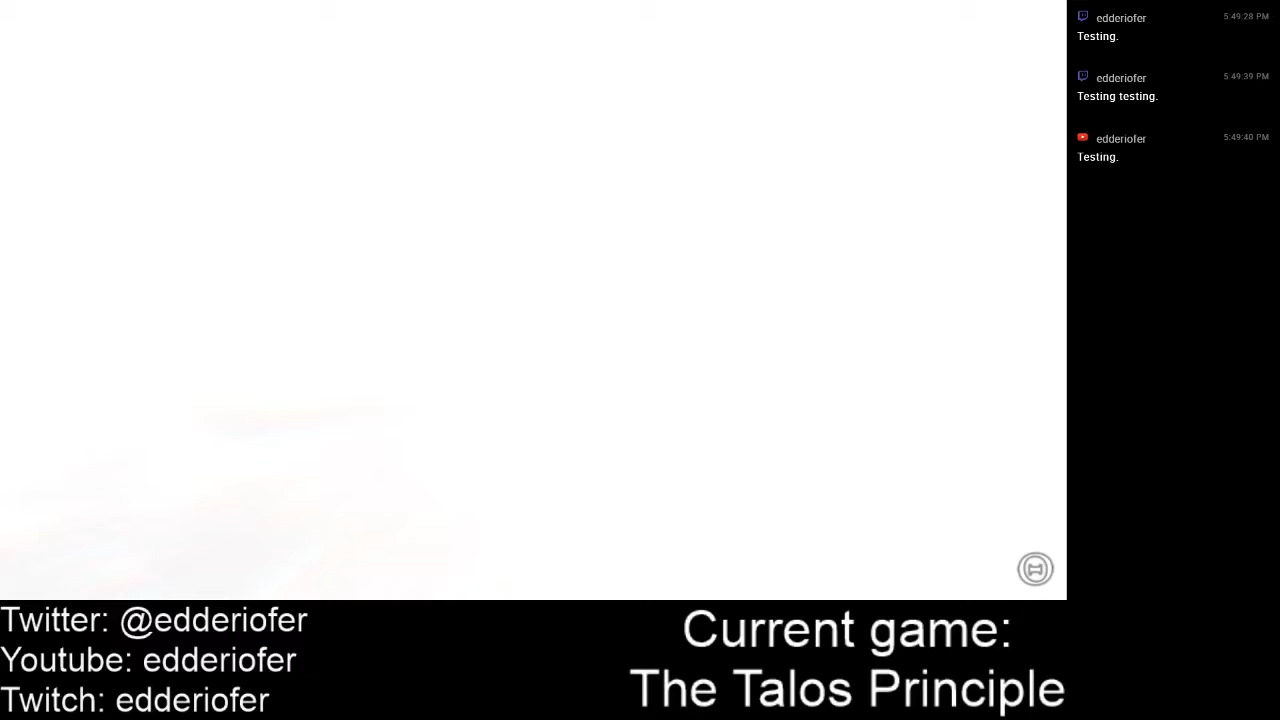 edderiofer 5:49:28 PM
Testing.
edderiofer 5:49:39 PM
Testing testing.
edderiofer 5:49:40 PM
Testing.
Twitter: @edderiofer
Youtube: edderiofer
Twitch: edderiofer
Current game:
The Talos Principle